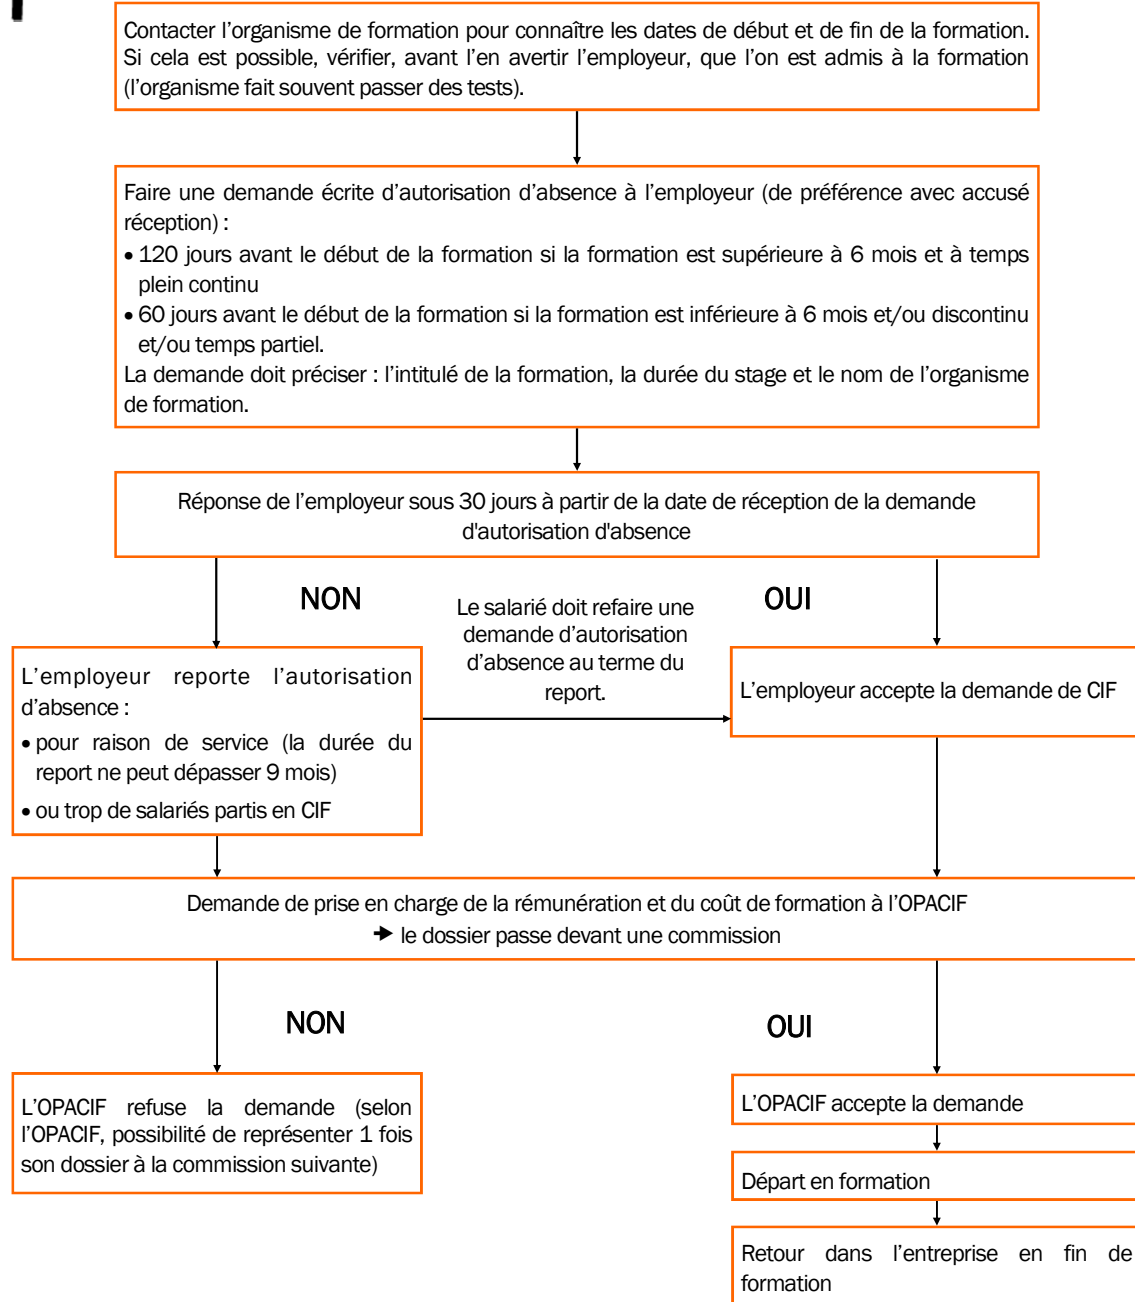 Contacter l’organisme de formation pour connaître les dates de début et de fin de la formation.
Si cela est possible, vérifier, avant l’en avertir l’employeur, que l’on est admis à la formation
(l’organisme fait souvent passer des tests).
Faire une demande écrite d’autorisation d’absence à l’employeur (de préférence avec accusé
réception) :
• 120 jours avant le début de la formation si la formation est supérieure à 6 mois et à temps
plein continu
• 60 jours avant le début de la formation si la formation est inférieure à 6 mois et/ou discontinu
et/ou temps partiel.
La demande doit préciser : l’intitulé de la formation, la durée du stage et le nom de l’organisme
de formation.
Réponse de l’employeur sous 30 jours à partir de la date de réception de la demande
d'autorisation d'absence
NON
Le salarié doit refaire une
demande d’autorisation
d’absence au terme du
report.
OUI
L’employeur reporte l’autorisation
d’absence :
• pour raison de service (la durée du
report ne peut dépasser 9 mois)
• ou trop de salariés partis en CIF
L’employeur accepte la demande de CIF
Demande de prise en charge de la rémunération et du coût de formation à l’OPACIF
➔ le dossier passe devant une commission
NON
OUI
L’OPACIF refuse la demande (selon
l’OPACIF, possibilité de représenter 1 fois
son dossier à la commission suivante)
L’OPACIF accepte la demande
Départ en formation
Retour dans l’entreprise en fin de
formation